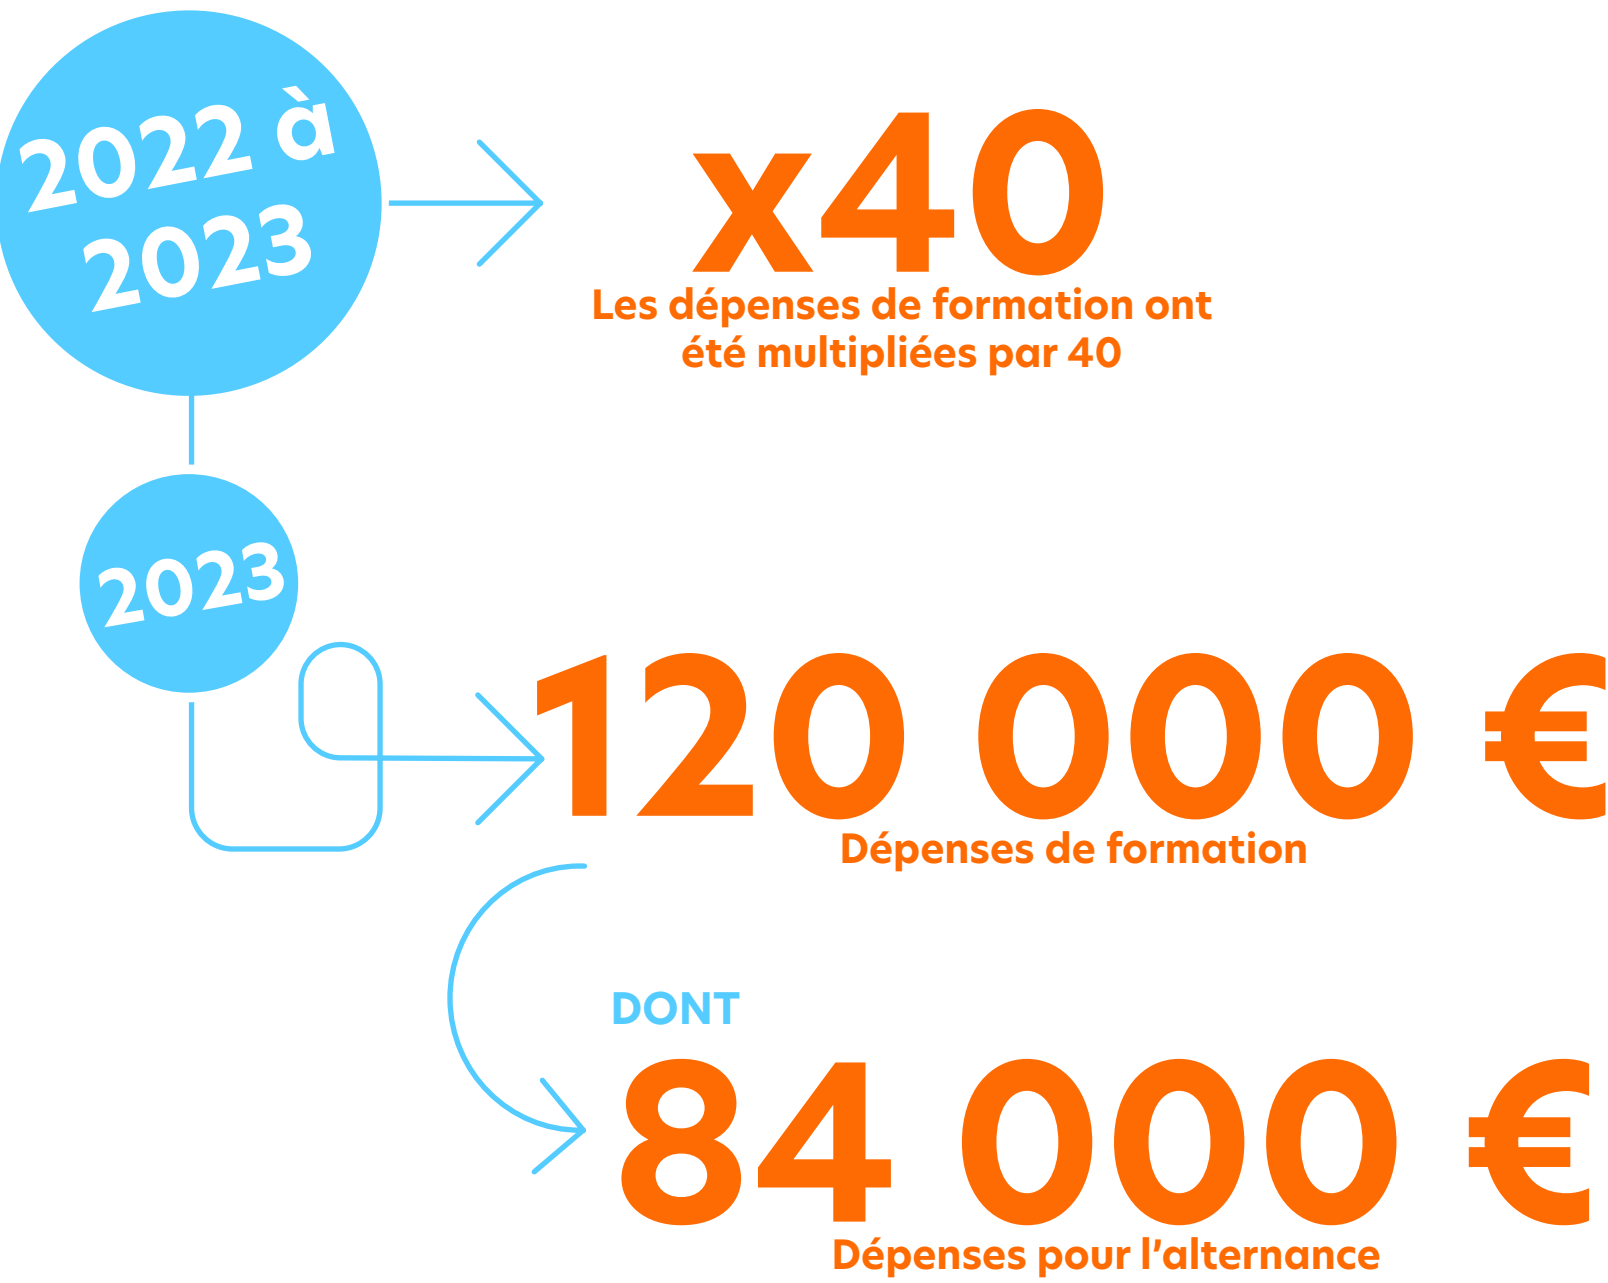 2022 à
2023
x40
Les dépenses de formation ont
été multipliées par 40
2023
120 000 €
Dépenses de formation
DONT
84 000 €
Dépenses pour l'alternance